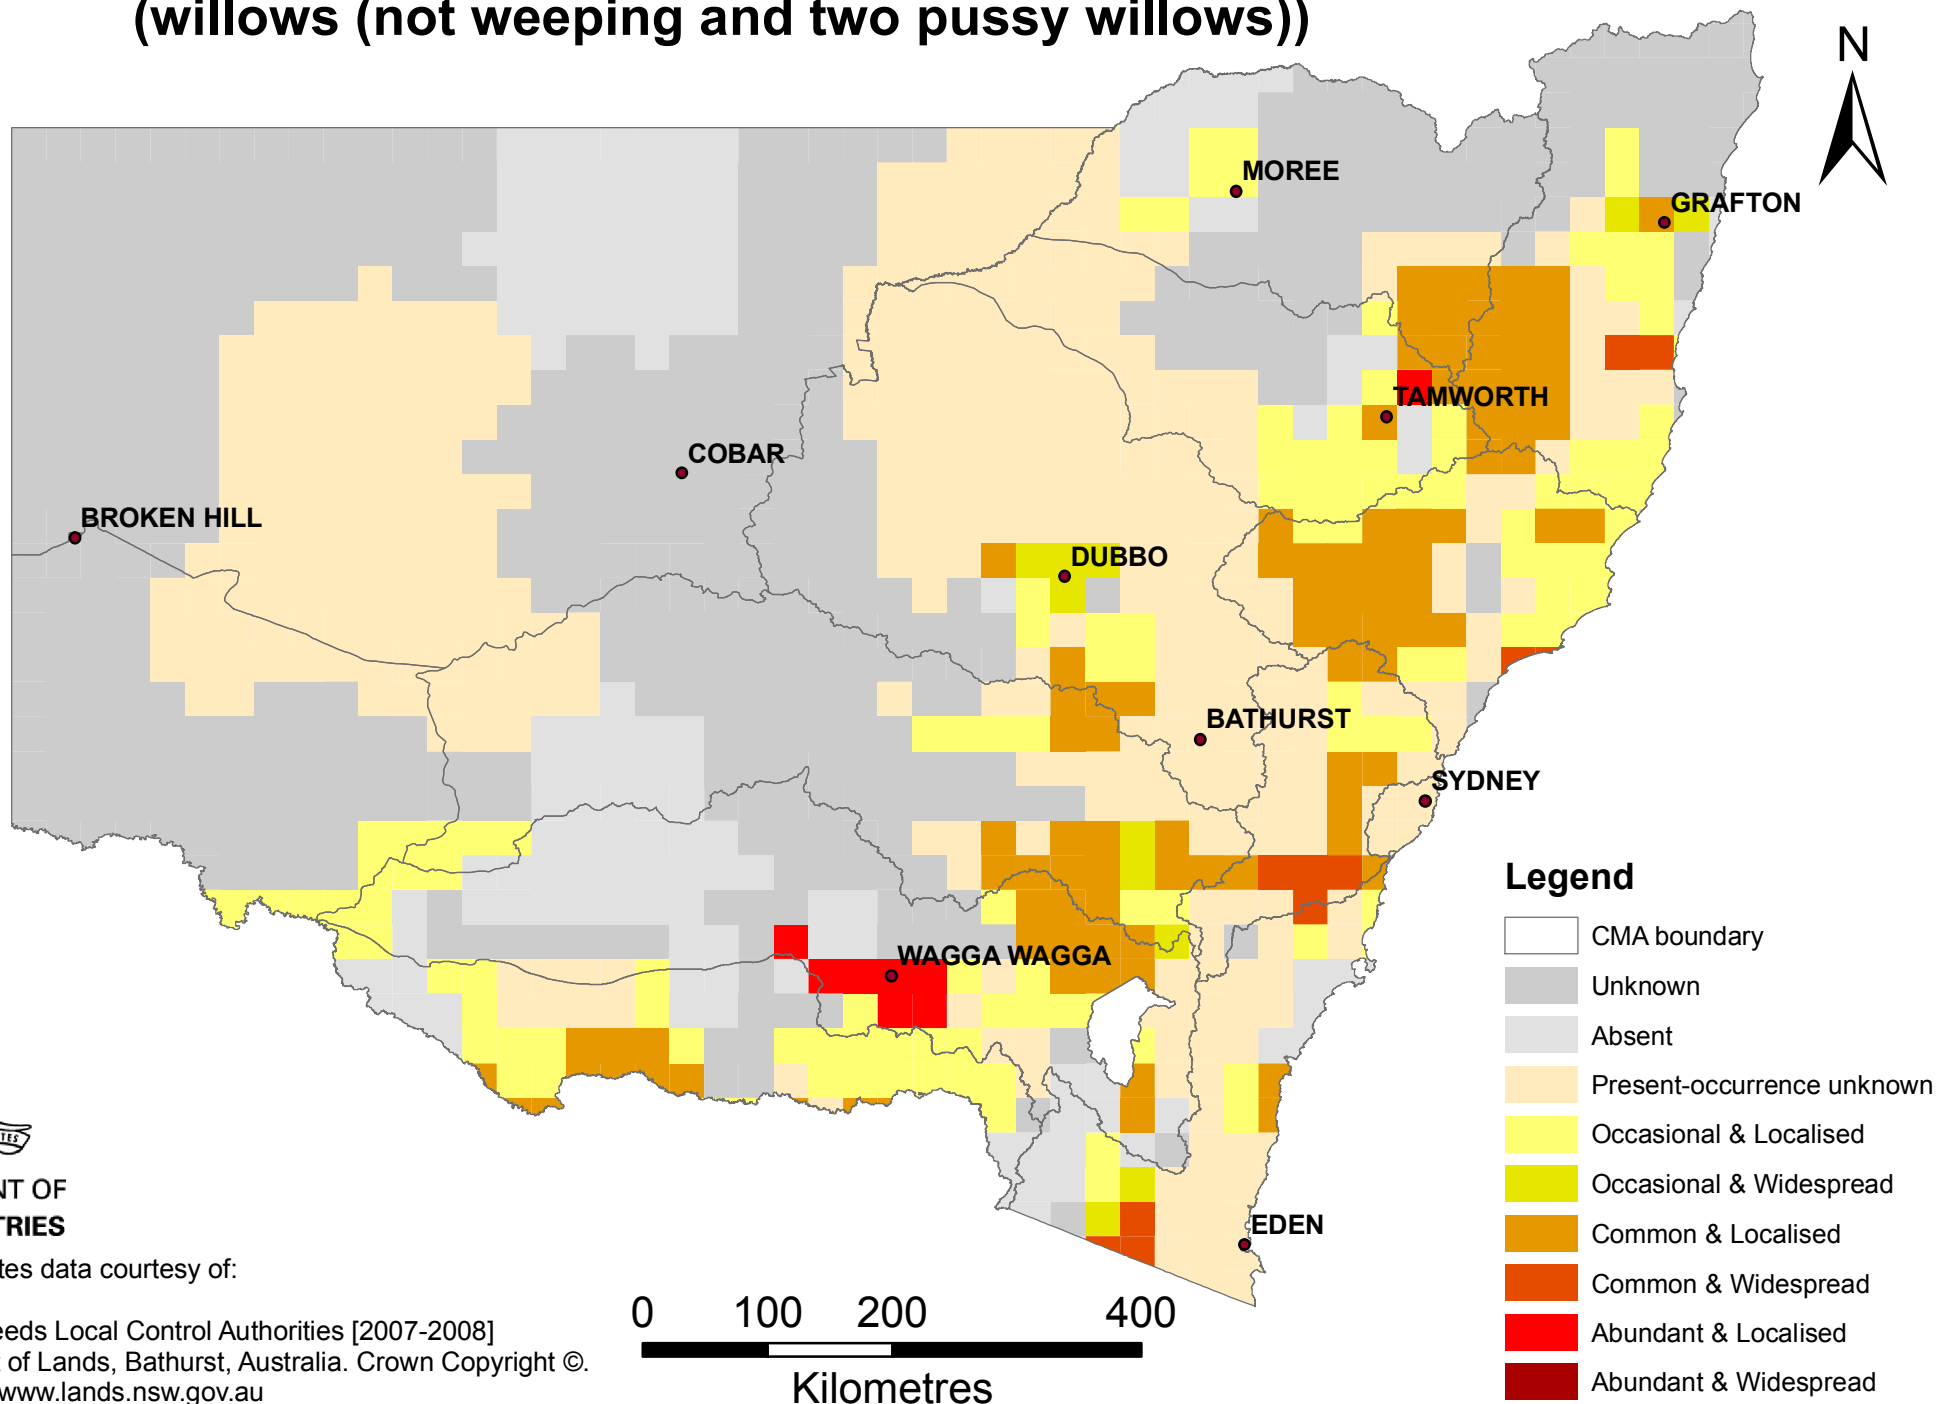 (willows (not weeping and two pussy willows))
N
MOREE
GRAFTON
TAMWORTH
COBAR
BROKEN HILL
DUBBO
BATHURST
SYDNEY
WAGGA WAGGA
EDEN
Legend
CMA boundary
Unknown
Absent
Present-occurrence unknown
Occasional & Localised
Occasional & Widespread
Common & Localised
Common & Widespread
Abundant & Localised
Abundant & Widespread
NT OF
TRIES
tes data courtesy of:
eeds Local Control Authorities [2007-2008]
t of Lands, Bathurst, Australia. Crown Copyright ©.
www.lands.nsw.gov.au
0 100 200 400
Kilometres